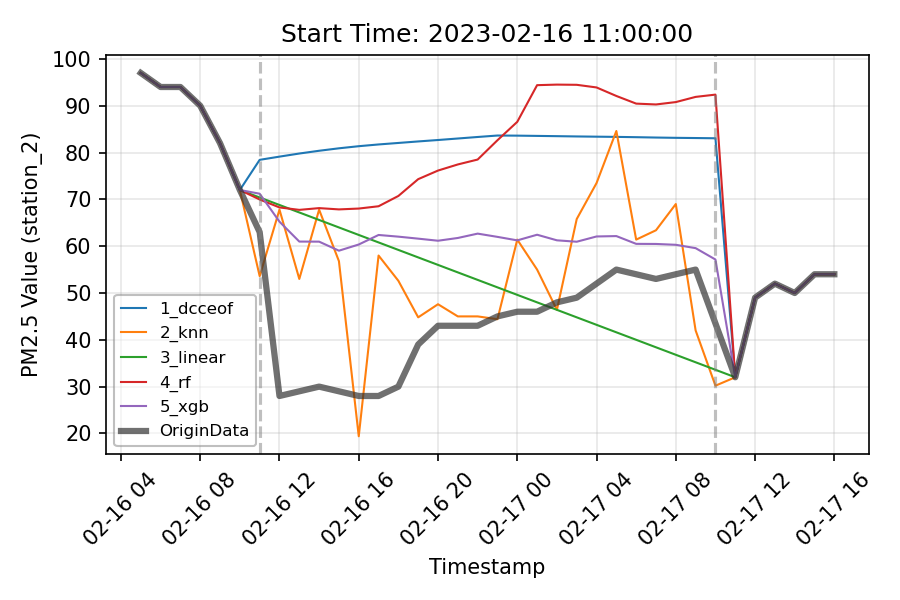 Start Time: 2023-02-16 11:00:00
PM2.5 Value (station_2)
100
90
80
70
60
50
40
30
20
1_dcceof
2_knn
3_linear
4_rf
5_xgb
OriginData
02-16 04
02-16 08
02-16 12
02-16 16
02-16 20
02-17 00
02-17 04
02-17 08
02-17 12
02-17 16
Timestamp